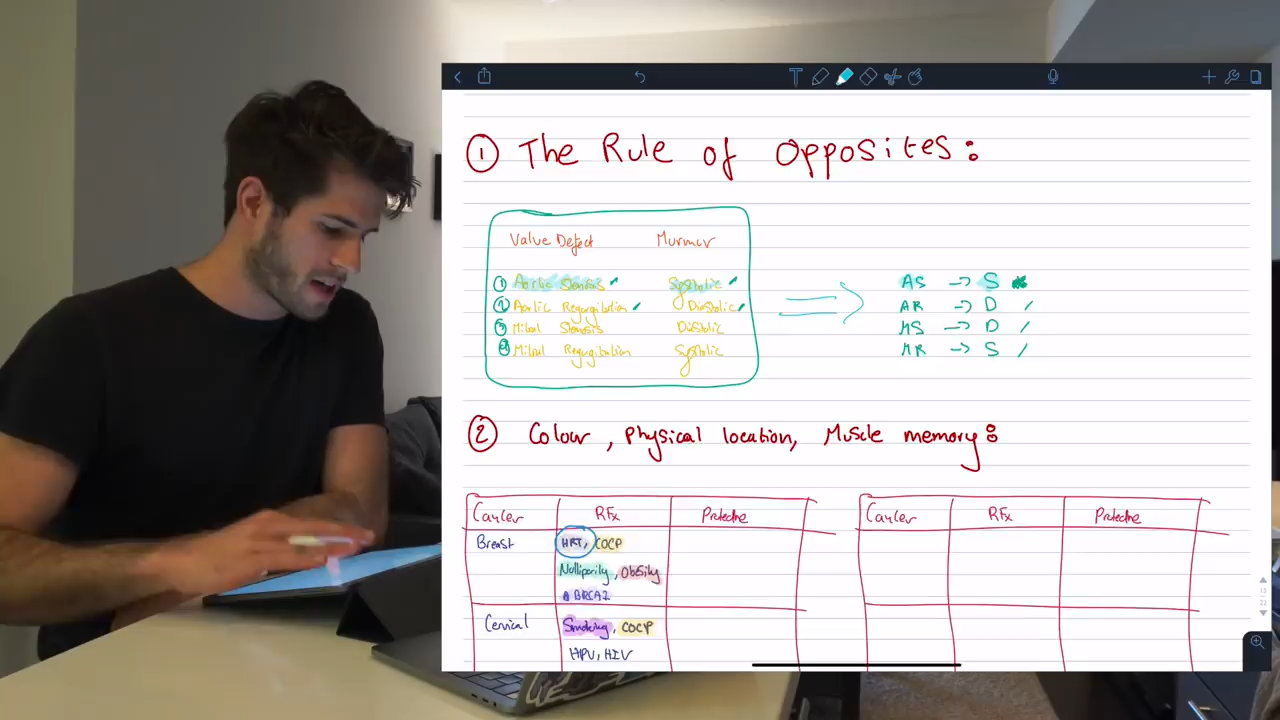 ① The Rule of Opposites:
Valve Defect Murmur
① Aortic Stenosis Systolic
② Aortic Regurgitation Diastolic
③ Mitral Stenosis Diastolic
④ Mitral Regurgitation Systolic
AS -> S
AR -> D
MS -> D
MR -> S
② Colour, Physical location, Muscle memory:
Cancer RFx Protective
Breast HRT, COCP
Nulliparity, Obesity
BRCA2
Cervical Smoking, COCP
HPV, HIV
Cancer RFx Protective